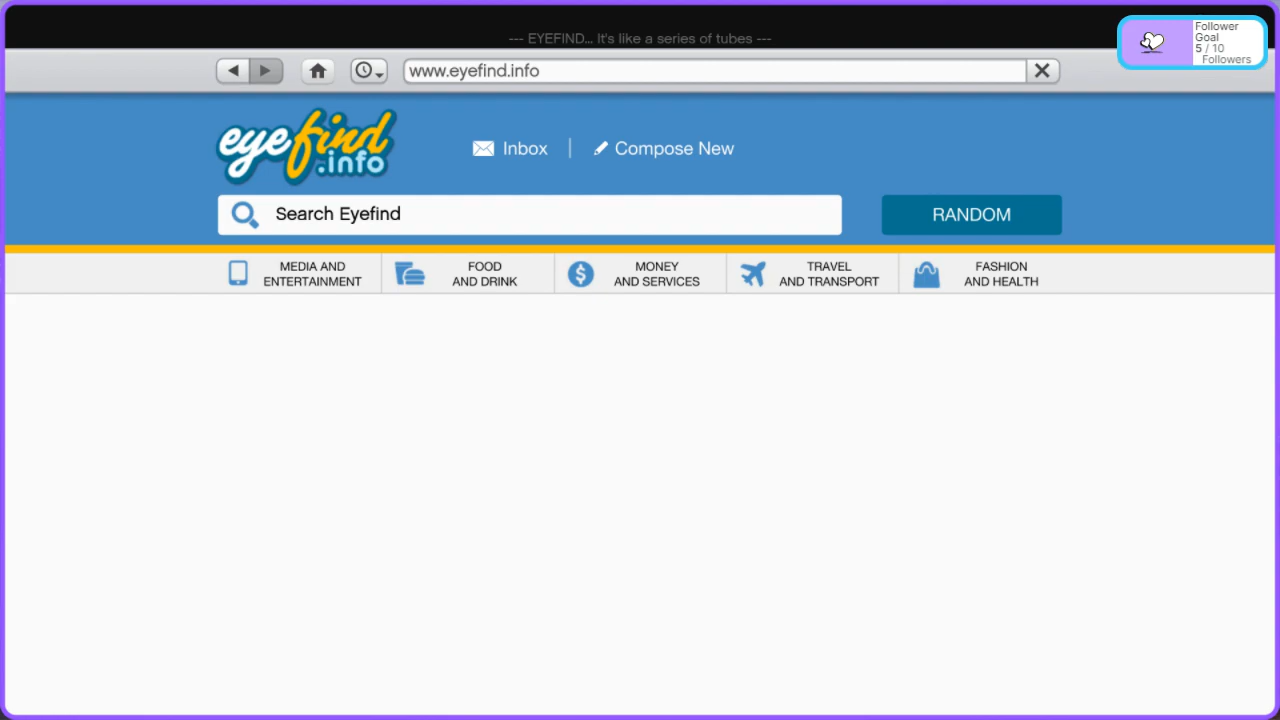 --- EYEFIND... It's like a series of tubes ---
Follower
Goal
5 / 10
Followers
www.eyefind.info
eyefind
.info
Inbox
Compose New
Search Eyefind
RANDOM
MEDIA AND
ENTERTAINMENT
FOOD
AND DRINK
MONEY
AND SERVICES
TRAVEL
AND TRANSPORT
FASHION
AND HEALTH